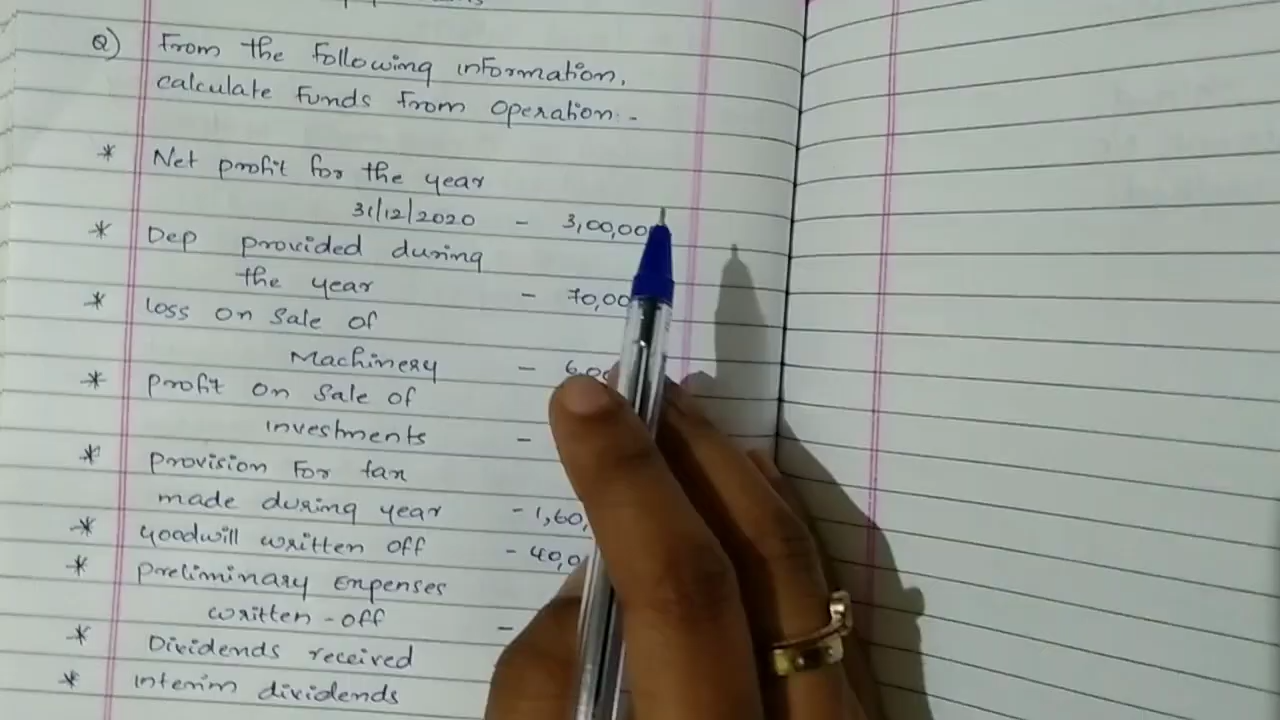 Q) From the following information,
calculate Funds from Operation:-
* Net profit for the year
31/12/2020 - 3,00,00
* Dep provided during
the year - 70,00
* Loss on Sale of
Machinery - 6,00
* Profit on Sale of
investments -
* Provision For tax
made during year - 1,60,
* Goodwill written off - 40,0
* Preliminary Expenses
written-off -
* Dividends received
* interim dividends